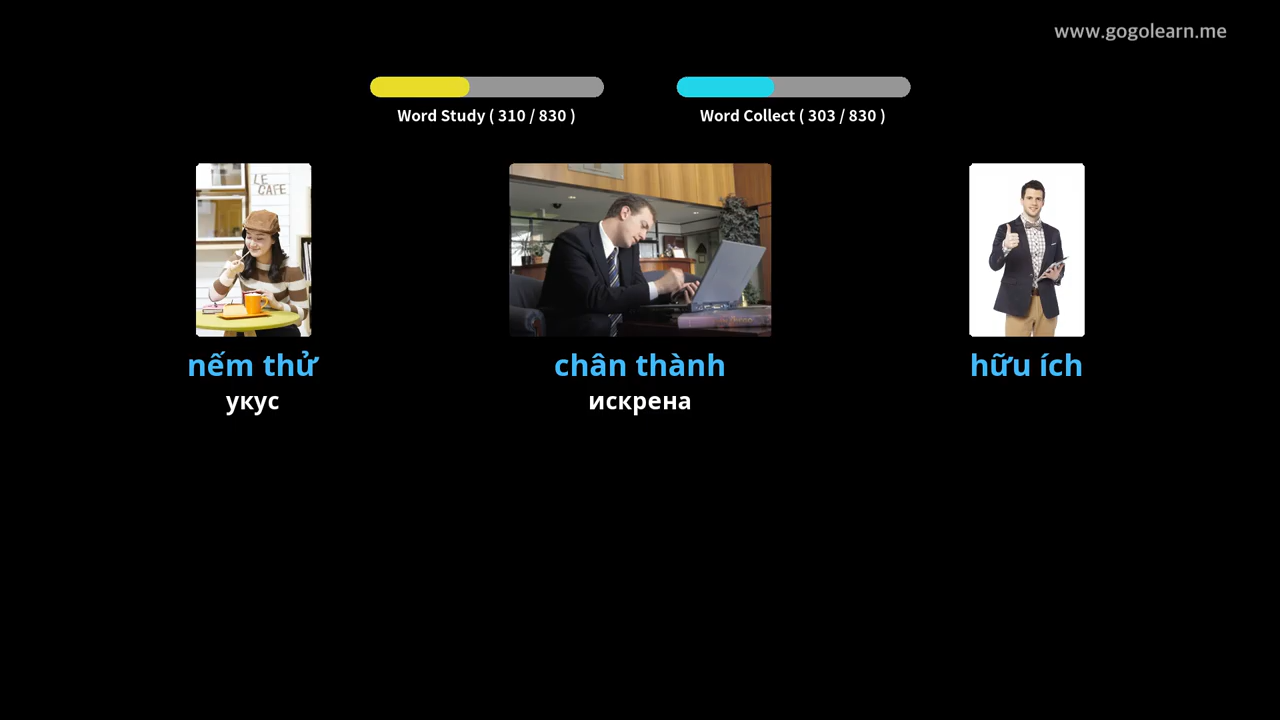 www.gogolearn.me
Word Study ( 310 / 830 )
Word Collect ( 303 / 830 )
LE CAFE
nếm thử
chân thành
hữu ích
укус
искрена